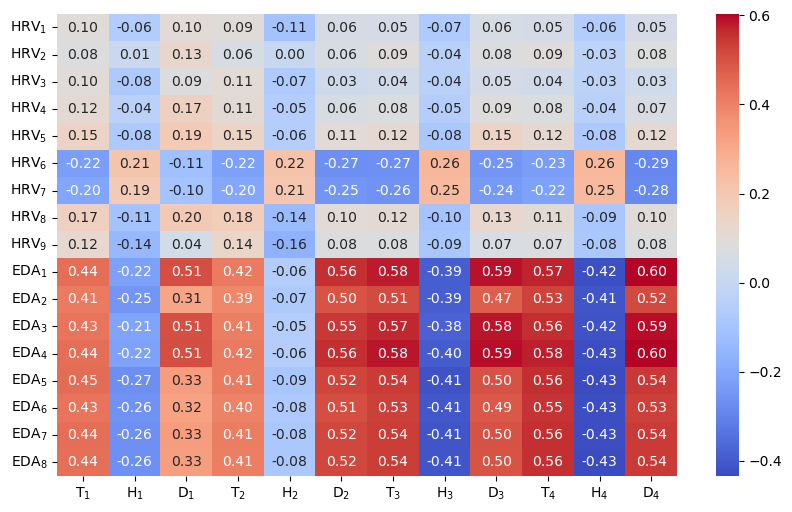 HRV₁ 0.10 -0.06 0.10 0.09 -0.11 0.06 0.05 -0.07 0.06 0.05 -0.06 0.05
HRV₂ 0.08 0.01 0.13 0.06 0.00 0.06 0.09 -0.04 0.08 0.09 -0.03 0.08
HRV₃ 0.10 -0.08 0.09 0.11 -0.07 0.03 0.04 -0.04 0.05 0.04 -0.03 0.03
HRV₄ 0.12 -0.04 0.17 0.11 -0.05 0.06 0.08 -0.05 0.09 0.08 -0.04 0.07
HRV₅ 0.15 -0.08 0.19 0.15 -0.06 0.11 0.12 -0.08 0.15 0.12 -0.08 0.12
HRV₆ -0.22 0.21 -0.11 -0.22 0.22 -0.27 -0.27 0.26 -0.25 -0.23 0.26 -0.29
HRV₇ -0.20 0.19 -0.10 -0.20 0.21 -0.25 -0.26 0.25 -0.24 -0.22 0.25 -0.28
HRV₈ 0.17 -0.11 0.20 0.18 -0.14 0.10 0.12 -0.10 0.13 0.11 -0.09 0.10
HRV₉ 0.12 -0.14 0.04 0.14 -0.16 0.08 0.08 -0.09 0.07 0.07 -0.08 0.08
EDA₁ 0.44 -0.22 0.51 0.42 -0.06 0.56 0.58 -0.39 0.59 0.57 -0.42 0.60
EDA₂ 0.41 -0.25 0.31 0.39 -0.07 0.50 0.51 -0.39 0.47 0.53 -0.41 0.52
EDA₃ 0.43 -0.21 0.51 0.41 -0.05 0.55 0.57 -0.38 0.58 0.56 -0.42 0.59
EDA₄ 0.44 -0.22 0.51 0.42 -0.06 0.56 0.58 -0.40 0.59 0.58 -0.43 0.60
EDA₅ 0.45 -0.27 0.33 0.41 -0.09 0.52 0.54 -0.41 0.50 0.56 -0.43 0.54
EDA₆ 0.43 -0.26 0.32 0.40 -0.08 0.51 0.53 -0.41 0.49 0.55 -0.43 0.53
EDA₇ 0.44 -0.26 0.33 0.41 -0.08 0.52 0.54 -0.41 0.50 0.56 -0.43 0.54
EDA₈ 0.44 -0.26 0.33 0.41 -0.08 0.52 0.54 -0.41 0.50 0.56 -0.43 0.54
T₁ H₁ D₁ T₂ H₂ D₂ T₃ H₃ D₃ T₄ H₄ D₄
0.6
0.4
0.2
0.0
−0.2
−0.4